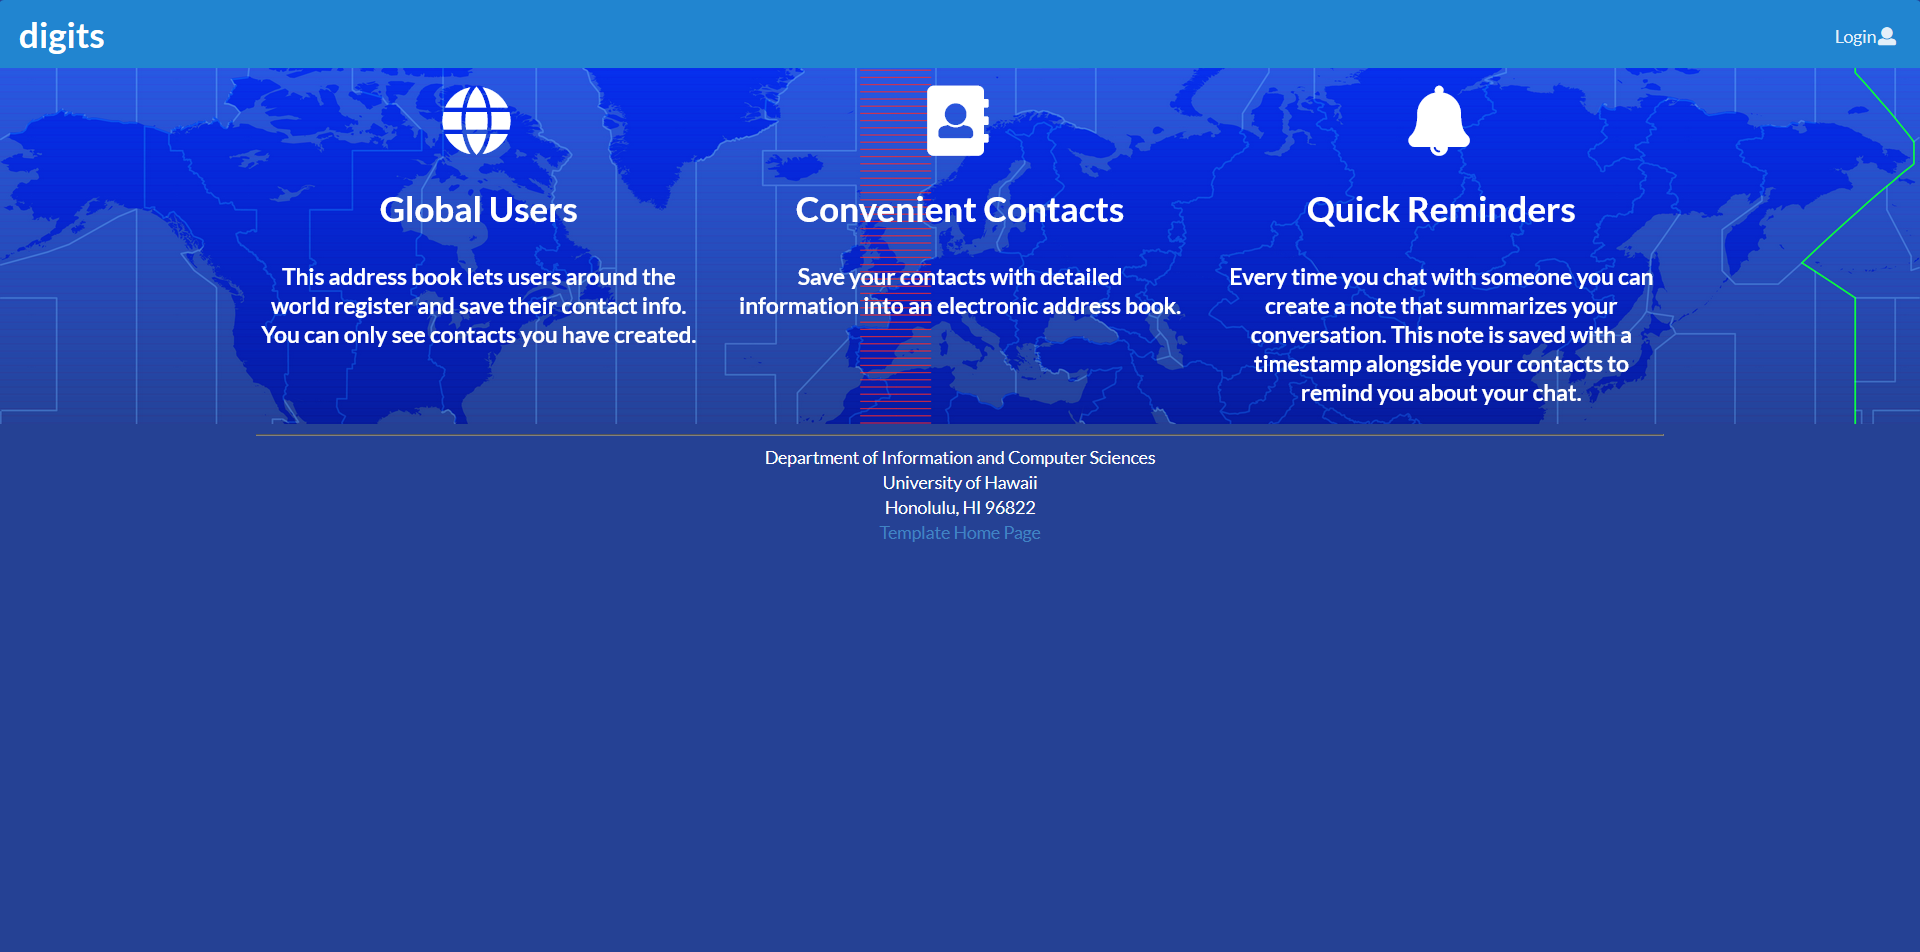 digits
Login
Global Users
This address book lets users around the
world register and save their contact info.
You can only see contacts you have created.
Convenient Contacts
Save your contacts with detailed
information into an electronic address book.
Quick Reminders
Every time you chat with someone you can
create a note that summarizes your
conversation. This note is saved with a
timestamp alongside your contacts to
remind you about your chat.
Department of Information and Computer Sciences
University of Hawaii
Honolulu, HI 96822
Template Home Page